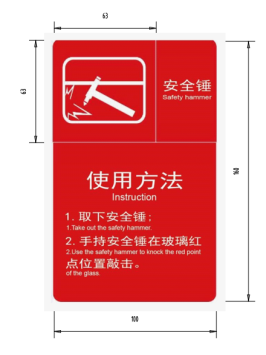 63
63
安全锤
Safety hammer
160
使用方法
Instruction
1. 取下安全锤；
1.Take out the safety hammer.
2. 手持安全锤在玻璃红
2.Use the safety hammer to knock the red point
点位置敲击。
of the glass.
100